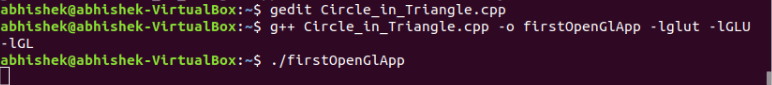 abhishek@abhishek-VirtualBox:~$ gedit Circle_in_Triangle.cpp
abhishek@abhishek-VirtualBox:~$ g++ Circle_in_Triangle.cpp -o firstOpenGlApp -lglut -lGLU
-lGL
abhishek@abhishek-VirtualBox:~$ ./firstOpenGlApp